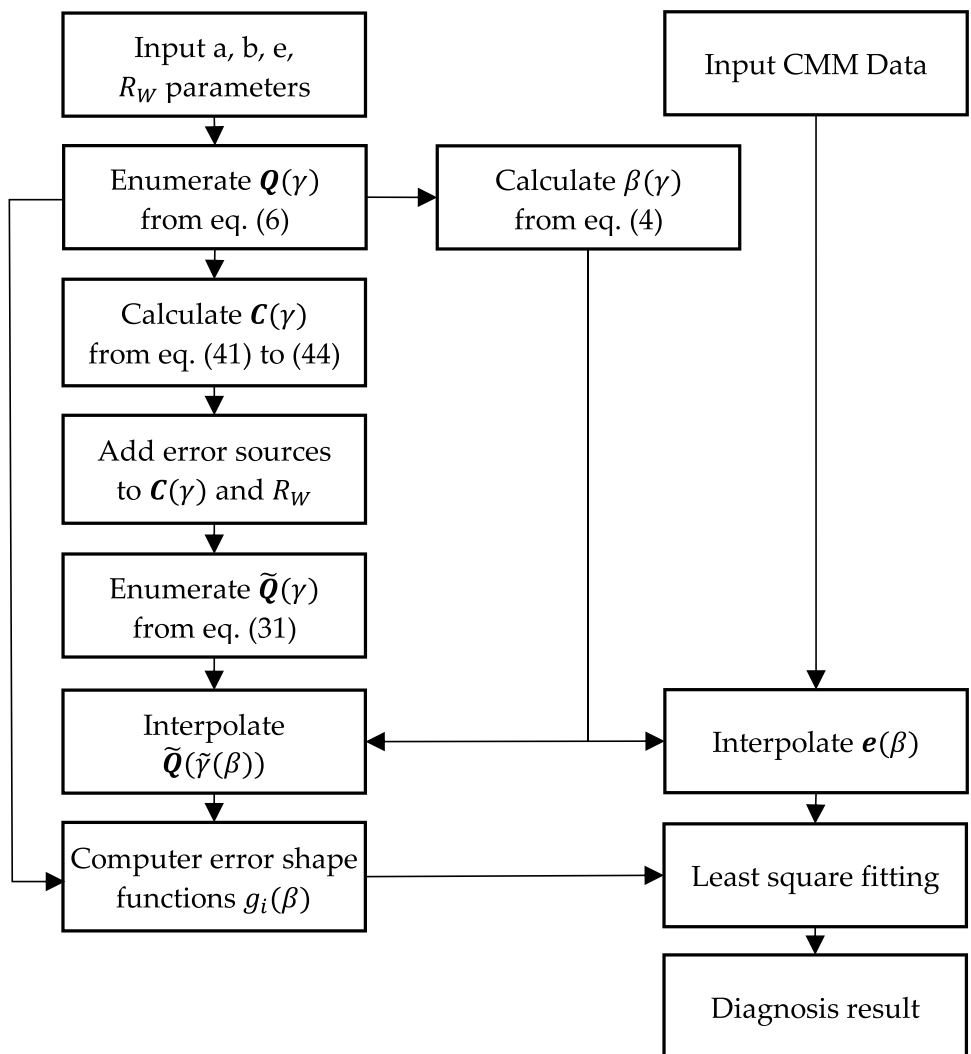 Input a, b, e,
R_W parameters
Input CMM Data
Enumerate Q(γ)
from eq. (6)
Calculate β(γ)
from eq. (4)
Calculate C(γ)
from eq. (41) to (44)
Add error sources
to C(γ) and R_W
Enumerate Q̃(γ)
from eq. (31)
Interpolate
Q̃(γ̃(β))
Interpolate e(β)
Computer error shape
functions g_i(β)
Least square fitting
Diagnosis result